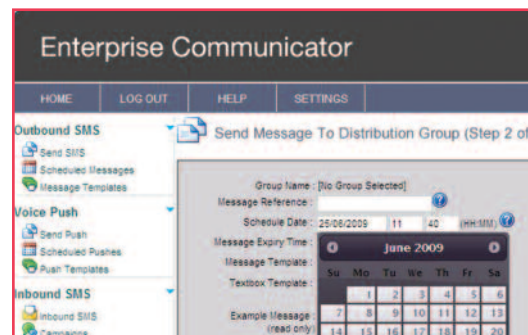 Enterprise Communicator
HOME LOG OUT HELP SETTINGS
Outbound SMS
Send SMS
Scheduled Messages
Message Templates
Voice Push
Send Push
Scheduled Pushes
Push Templates
Inbound SMS
Inbound SMS
Campaigns
Send Message To Distribution Group (Step 2 of
Group Name : [No Group Selected]
Message Reference :
Schedule Date : 25/06/2009 11 40 (HH:MM)
Message Expiry Time :
Message Template :
Textbox Template :
Example Message :
(read only)
June 2009
Su Mo Tu We Th Fr Sa
1 2 3 4 5 6
7 8 9 10 11 12 13
14 15 16 17 18 19 20